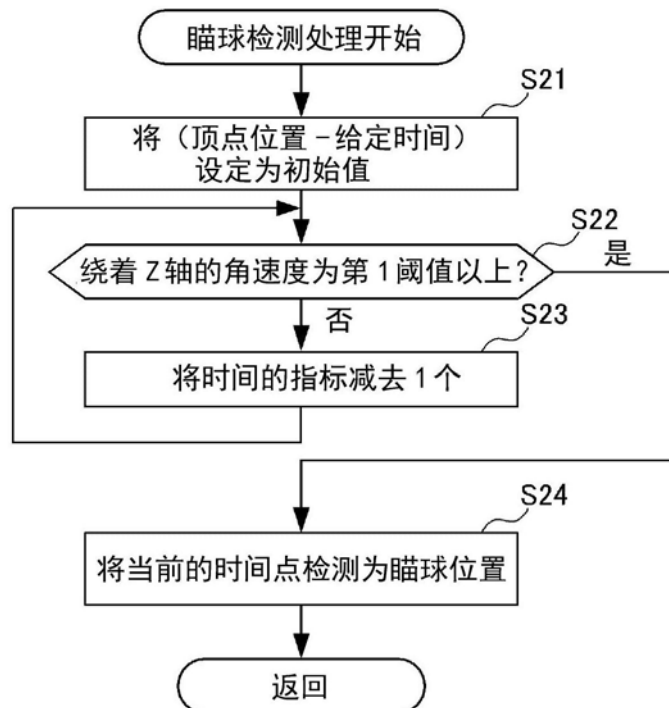 瞄球检测处理开始
S21
将（顶点位置－给定时间）
设定为初始值
S22
绕着Z轴的角速度为第1阈值以上？
是
否
S23
将时间的指标减去1个
S24
将当前的时间点检测为瞄球位置
返回